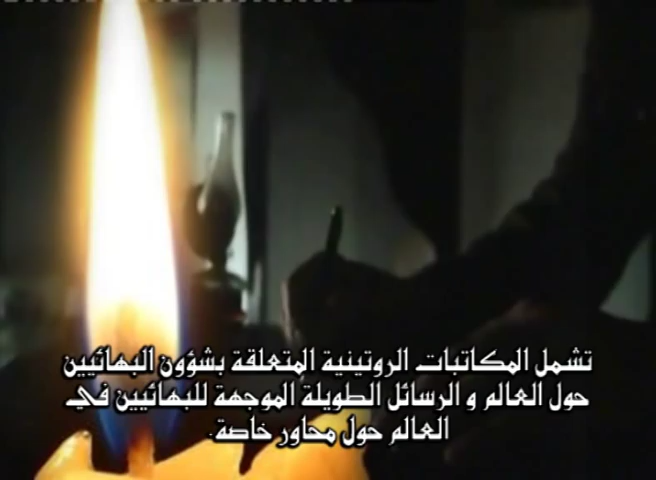 تشمل المكاتبات الروتينية المتعلقة بشؤون البهائيين
حول العالم و الرسائل الطويلة الموجهة للبهائيين في
العالم حول محاور خاصة.